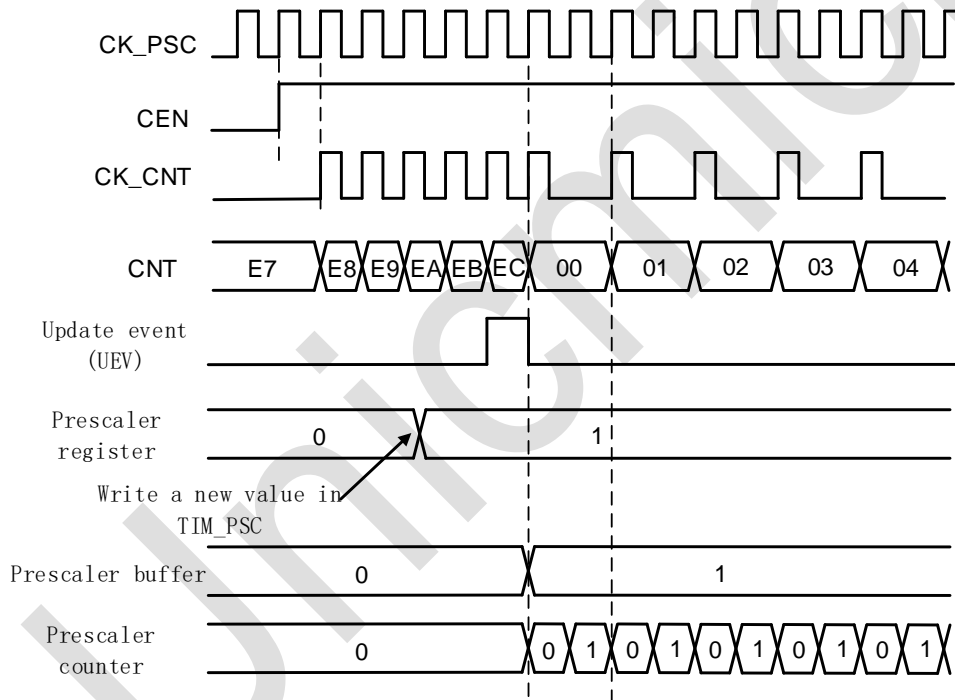 CK_PSC
CEN
CK_CNT
CNT E7 E8 E9 EA EB EC 00 01 02 03 04
Update event
(UEV)
Prescaler
register
0 1
Write a new value in
TIM_PSC
Prescaler buffer 0 1
Prescaler
counter
0 0 1 0 1 0 1 0 1 0 1
Unicmicro